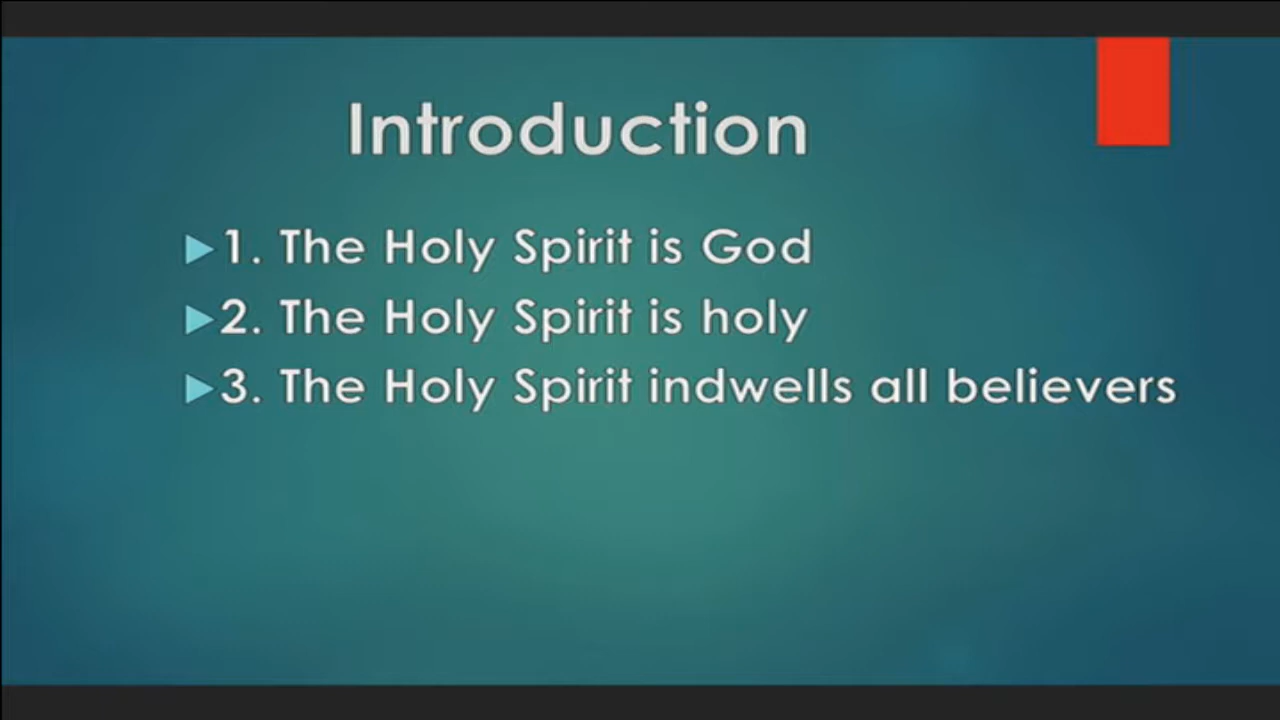 Introduction
1. The Holy Spirit is God
2. The Holy Spirit is holy
3. The Holy Spirit indwells all believers